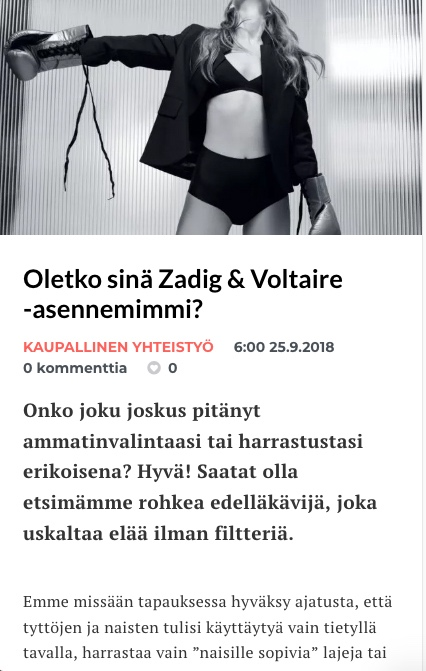 Oletko sinä Zadig & Voltaire
-asennemimmi?
KAUPALLINEN YHTEISTYÖ 6:00 25.9.2018
0 kommenttia 0
Onko joku joskus pitänyt
ammatinvalintaasi tai harrastustasi
erikoisena? Hyvä! Saatat olla
etsimämme rohkea edelläkävijä, joka
uskaltaa elää ilman filtteriä.
Emme missään tapauksessa hyväksy ajatusta, että
tyttöjen ja naisten tulisi käyttäytyä vain tietyllä
tavalla, harrastaa vain ”naisille sopivia” lajeja tai